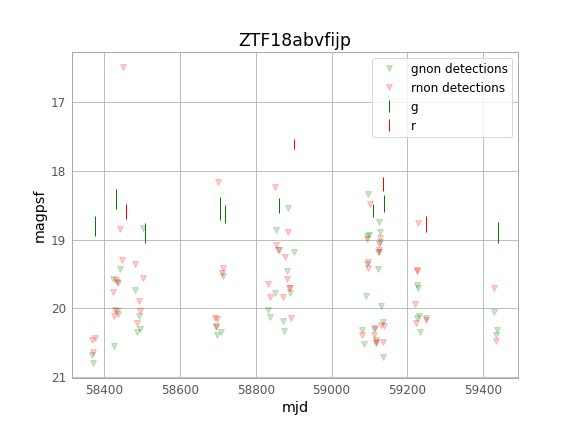 ZTF18abvfijp
gnon detections
rnon detections
g
r
17
18
19
20
21
magpsf
58400 58600 58800 59000 59200 59400
mjd